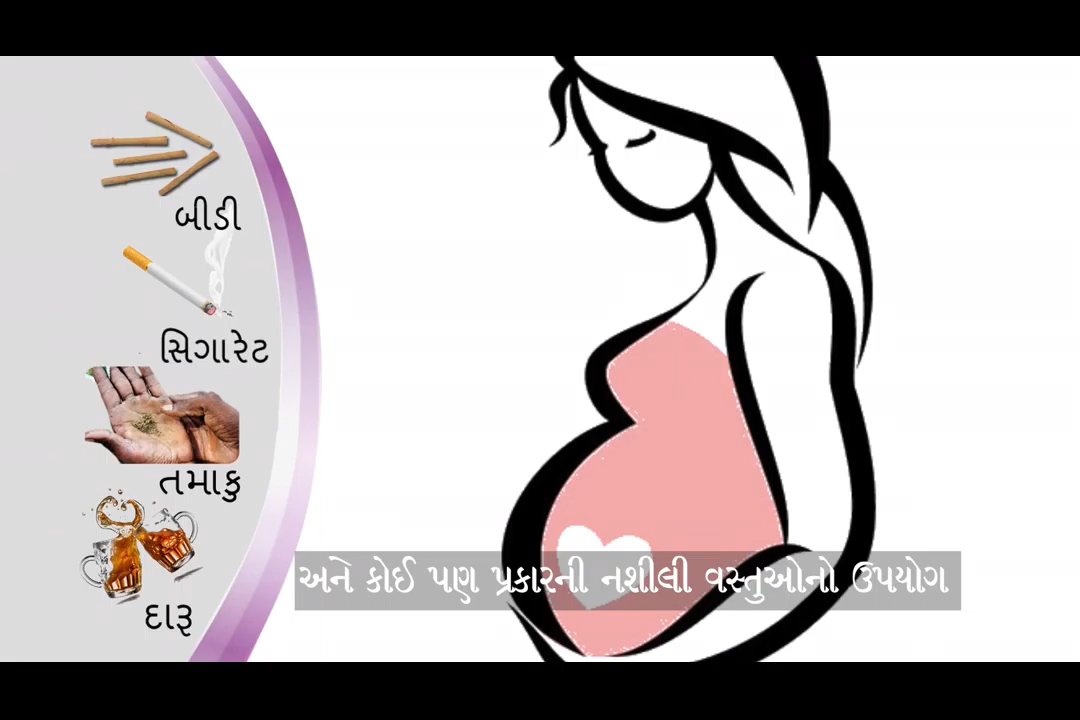 બીડી
સિગારેટ
તમાકુ
દારૂ
અને કોઈ પણ પ્રકારની નશીલી વસ્તુઓનો ઉપયોગ